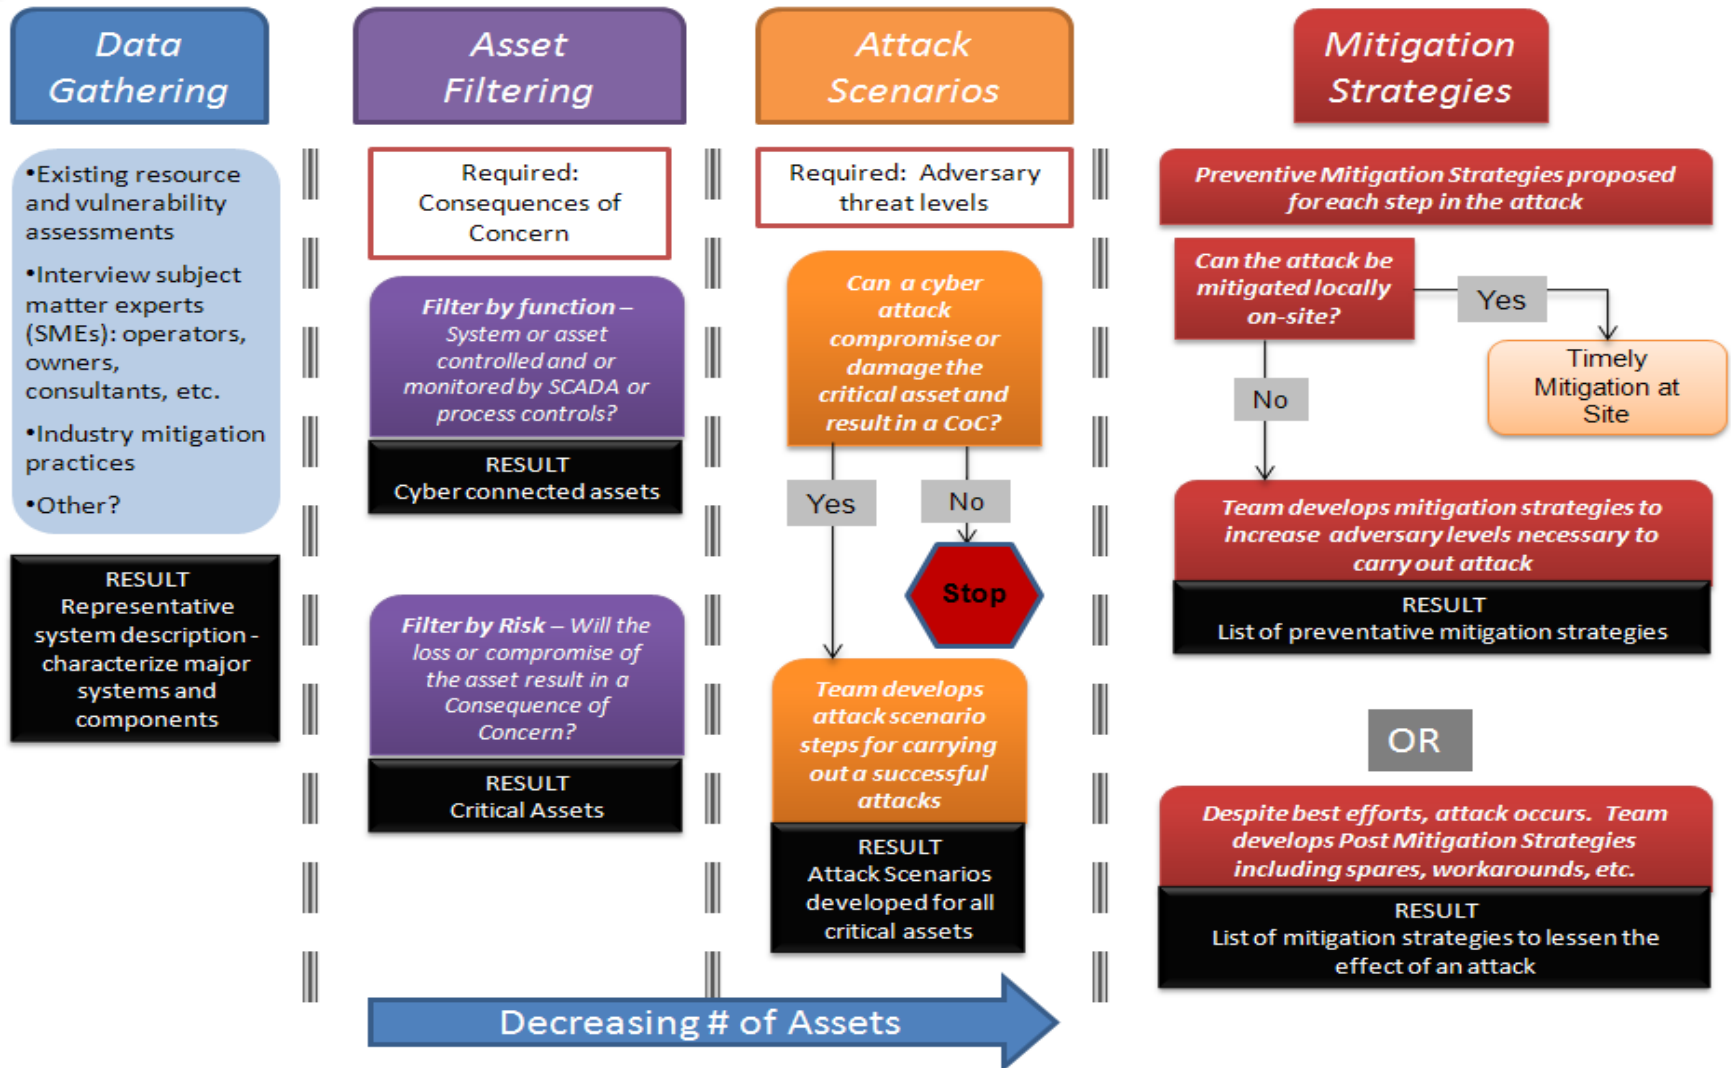 Data
Gathering
•Existing resource
and vulnerability
assessments
•Interview subject
matter experts
(SMEs): operators,
owners,
consultants, etc.
•Industry mitigation
practices
•Other?
RESULT
Representative
system description -
characterize major
systems and
components
Asset
Filtering
Required:
Consequences of
Concern
Filter by function –
System or asset
controlled and or
monitored by SCADA or
process controls?
RESULT
Cyber connected assets
Filter by Risk – Will the
loss or compromise of
the asset result in a
Consequence of
Concern?
RESULT
Critical Assets
Attack
Scenarios
Required: Adversary
threat levels
Can a cyber
attack
compromise or
damage the
critical asset and
result in a CoC?
Yes
No
Stop
Team develops
attack scenario
steps for carrying
out a successful
attacks
RESULT
Attack Scenarios
developed for all
critical assets
Decreasing # of Assets
Mitigation
Strategies
Preventive Mitigation Strategies proposed
for each step in the attack
Can the attack be
mitigated locally
on-site?
Yes
Timely
Mitigation at
Site
No
Team develops mitigation strategies to
increase adversary levels necessary to
carry out attack
RESULT
List of preventative mitigation strategies
OR
Despite best efforts, attack occurs. Team
develops Post Mitigation Strategies
including spares, workarounds, etc.
RESULT
List of mitigation strategies to lessen the
effect of an attack